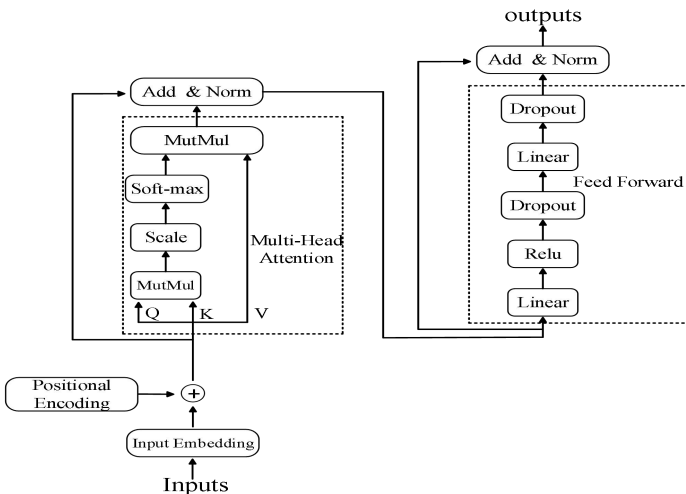 outputs
Add & Norm
Dropout
Linear
Feed Forward
Dropout
Relu
Linear
Add & Norm
MutMul
Soft-max
Scale
Multi-Head
Attention
MutMul
Q K V
Positional
Encoding
+
Input Embedding
Inputs